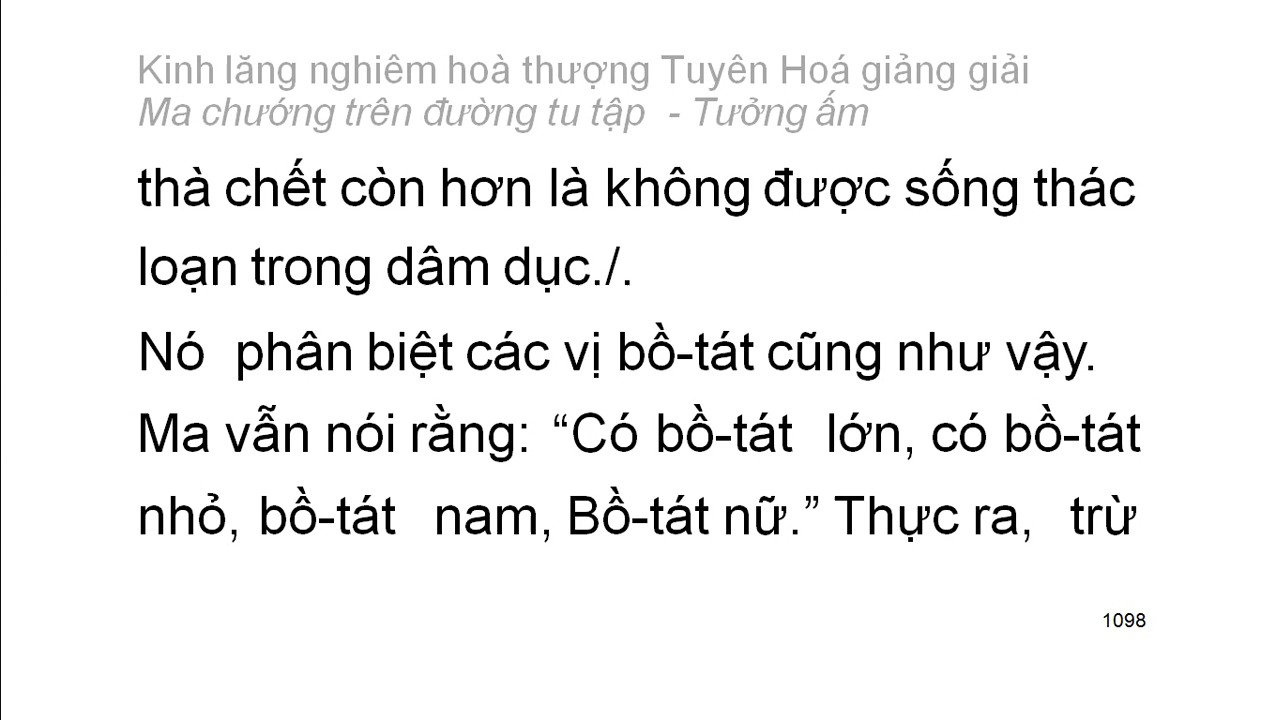 Kinh lăng nghiêm hoà thượng Tuyên Hoá giảng giải
Ma chướng trên đường tu tập - Tưởng ấm
thà chết còn hơn là không được sống thác
loạn trong dâm dục./.
Nó phân biệt các vị bồ-tát cũng như vậy.
Ma vẫn nói rằng: “Có bồ-tát lớn, có bồ-tát
nhỏ, bồ-tát nam, Bồ-tát nữ.” Thực ra, trừ
1098